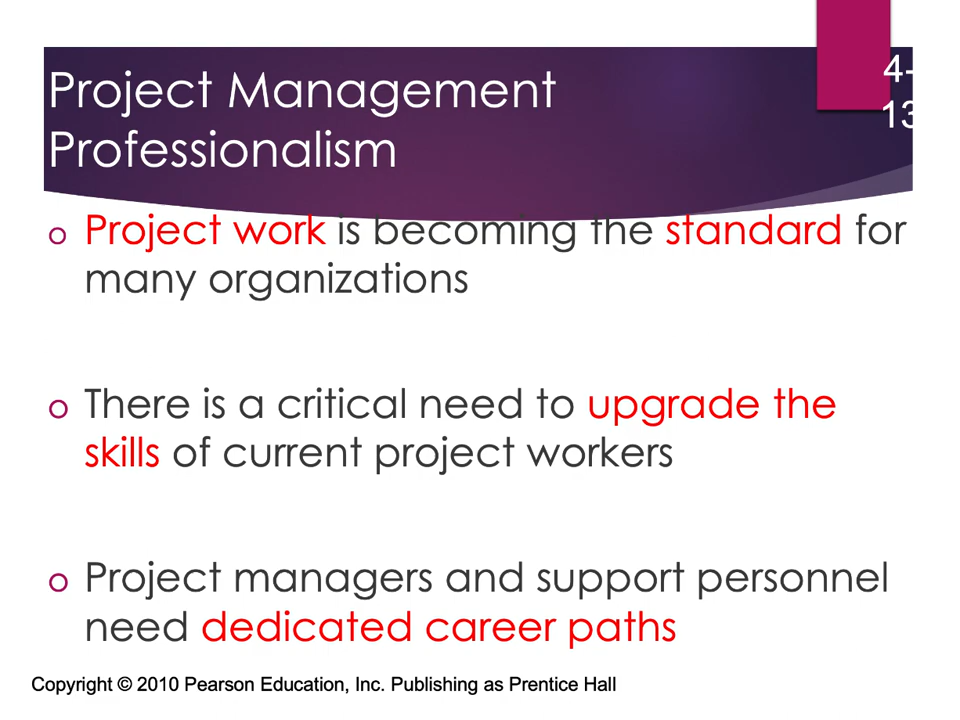 Project Management
Professionalism
4-
13
o Project work is becoming the standard for
many organizations
o There is a critical need to upgrade the
skills of current project workers
o Project managers and support personnel
need dedicated career paths
Copyright © 2010 Pearson Education, Inc. Publishing as Prentice Hall